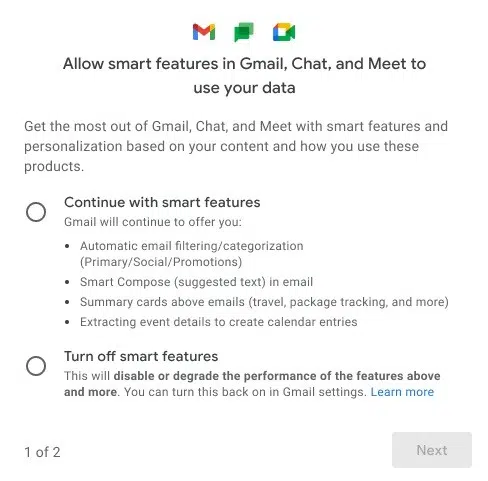 Allow smart features in Gmail, Chat, and Meet to
use your data
Get the most out of Gmail, Chat, and Meet with smart features and
personalization based on your content and how you use these
products.
Continue with smart features
Gmail will continue to offer you:
• Automatic email filtering/categorization
(Primary/Social/Promotions)
• Smart Compose (suggested text) in email
• Summary cards above emails (travel, package tracking, and more)
• Extracting event details to create calendar entries
Turn off smart features
This will disable or degrade the performance of the features above
and more. You can turn this back on in Gmail settings. Learn more
1 of 2
Next